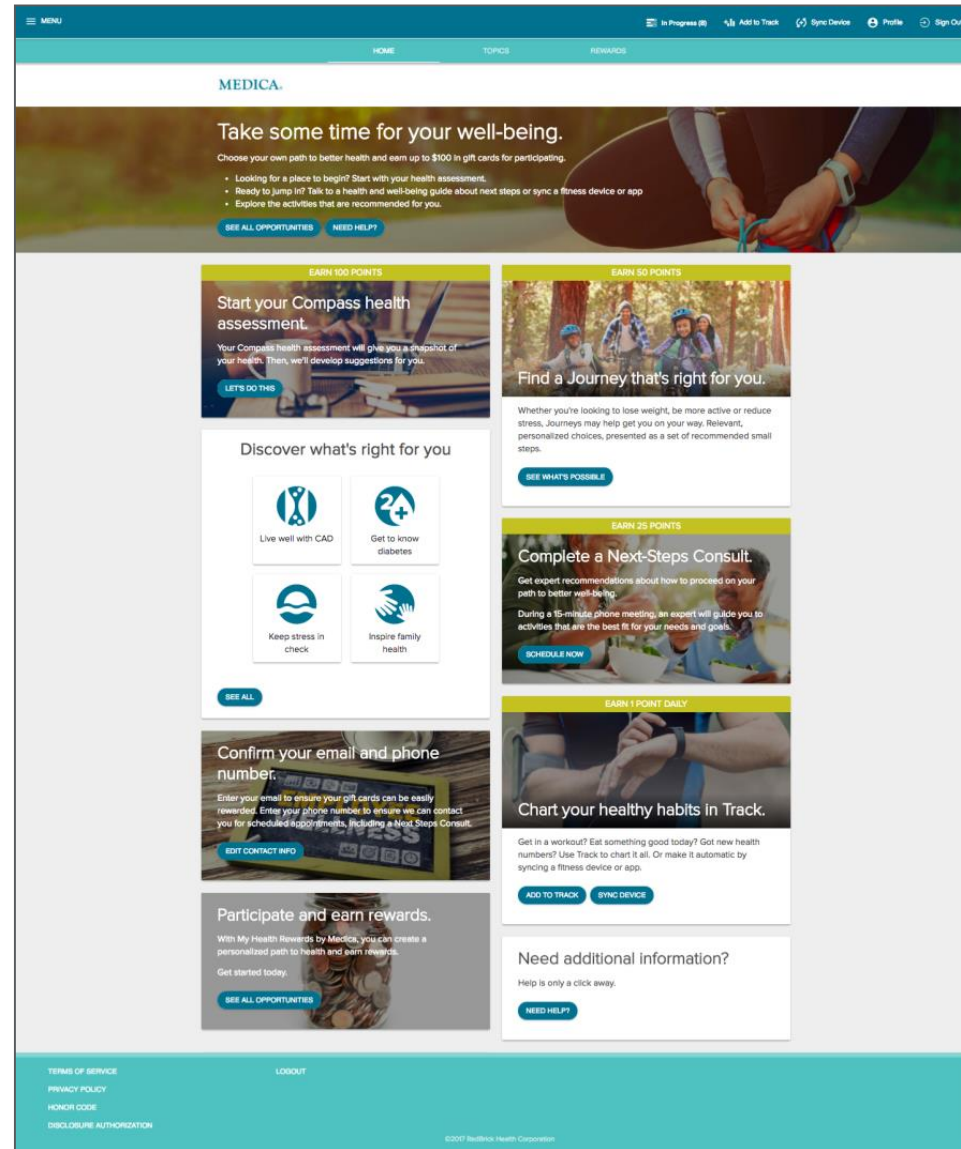 MENU
In Progress (8)
Add to Track
Sync Device
Profile
Sign Ou
HOME
TOPICS
REWARDS
MEDICA.
Take some time for your well-being.
Choose your own path to better health and earn up to $100 in gift cards for participating.
• Looking for a place to begin? Start with your health assessment.
• Ready to jump in? Talk to a health and well-being guide about next steps or sync a fitness device or app
• Explore the activities that are recommended for you.
SEE ALL OPPORTUNITIES
NEED HELP?
EARN 100 POINTS
Start your Compass health
assessment.
Your Compass health assessment will give you a snapshot of
your health. Then, we'll develop suggestions for you.
LET'S DO THIS
Discover what's right for you
Live well with CAD
Get to know
diabetes
Keep stress in
check
Inspire family
health
SEE ALL
Confirm your email and phone
number.
Enter your email to ensure your gift cards can be easily
rewarded. Enter your phone number to ensure we can contact
you for scheduled appointments, including a Next Steps Consult.
EDIT CONTACT INFO
Participate and earn rewards.
With My Health Rewards by Medica, you can create a
personalized path to health and earn rewards.
Get started today.
SEE ALL OPPORTUNITIES
EARN 50 POINTS
Find a Journey that's right for you.
Whether you're looking to lose weight, be more active or reduce
stress, Journeys may help get you on your way. Relevant,
personalized choices, presented as a set of recommended small
steps.
SEE WHAT'S POSSIBLE
EARN 25 POINTS
Complete a Next-Steps Consult.
Get expert recommendations about how to proceed on your
path to better well-being.
During a 15-minute phone meeting, an expert will guide you to
activities that are the best fit for your needs and goals.
SCHEDULE NOW
EARN 1 POINT DAILY
Chart your healthy habits in Track.
Get in a workout? Eat something good today? Got new health
numbers? Use Track to chart it all. Or make it automatic by
syncing a fitness device or app.
ADD TO TRACK
SYNC DEVICE
Need additional information?
Help is only a click away.
NEED HELP?
TERMS OF SERVICE
PRIVACY POLICY
HONOR CODE
DISCLOSURE AUTHORIZATION
LOGOUT
©2017 RedBrick Health Corporation